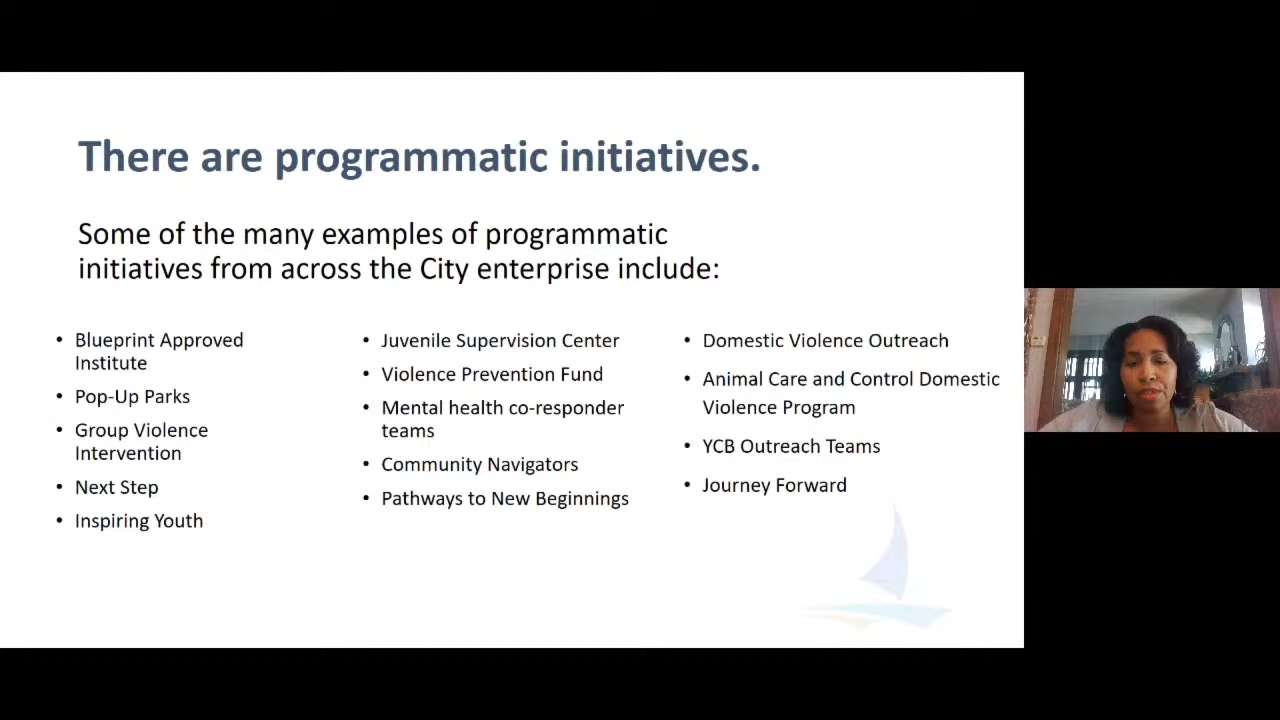 There are programmatic initiatives.
Some of the many examples of programmatic
initiatives from across the City enterprise include:
• Blueprint Approved
Institute
• Pop-Up Parks
• Group Violence
Intervention
• Next Step
• Inspiring Youth
• Juvenile Supervision Center
• Violence Prevention Fund
• Mental health co-responder
teams
• Community Navigators
• Pathways to New Beginnings
• Domestic Violence Outreach
• Animal Care and Control Domestic
Violence Program
• YCB Outreach Teams
• Journey Forward